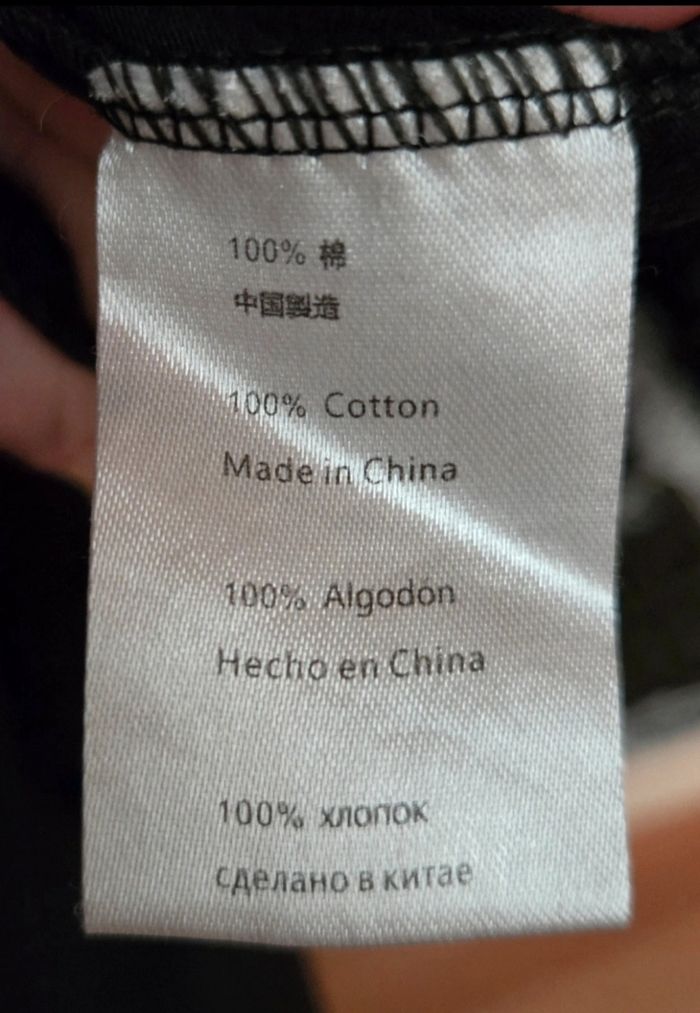 100% 棉
中国製造
100% Cotton
Made in China
100% Algodón
Hecho en China
100% хлопок
сделано в китае